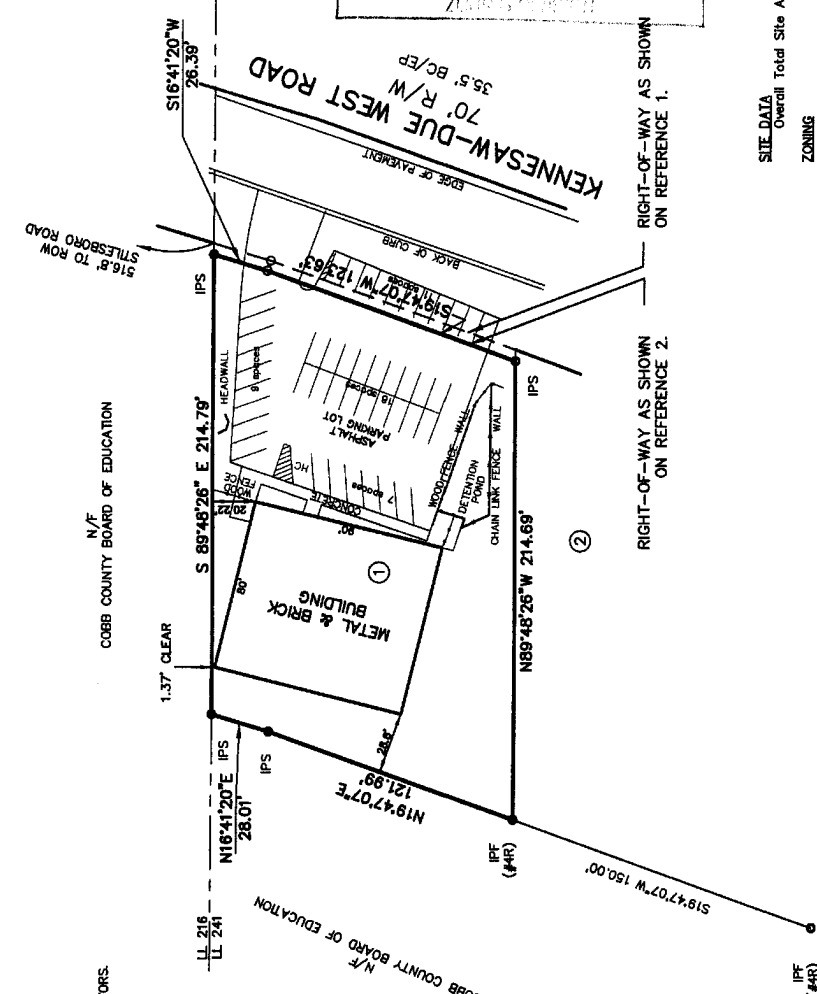 S16°41'20"W
26.39'
KENNESAW-DUE WEST ROAD
70' R/W
35.5' BC/EP
EDGE OF PAVEMENT
BACK OF CURB
516.8' TO ROW
STILESBORO ROAD
RIGHT-OF-WAY AS SHOWN
ON REFERENCE 1.
SITE DATA
Overall Total Site A
ZONING
IPS
HEADWALL
9 spaces
S19°47'07"W 123.63'
11 spaces
N/F
COBB COUNTY BOARD OF EDUCATION
S 89°48'26" E 214.79'
18 spaces
ASPHALT
PARKING LOT
IPS
RIGHT-OF-WAY AS SHOWN
ON REFERENCE 2.
WOOD
FENCE
HC
7 spaces
CONCRETE
WOOD FENCE WALL
DETENTION
POND
CHAIN LINK FENCE WALL
20.22'
90'
80'
1
METAL & BRICK
BUILDING
N89°48'26"W 214.69'
2
1.37' CLEAR
28.6'
IPS
IPS
N16°41'20"E
28.01'
N19°47'07"E
121.99'
IPF
(#4R)
LL 216
LL 241
N/F
COBB COUNTY BOARD OF EDUCATION
S19°47'07"W 150.00'
IPF
(#4R)
ORS.